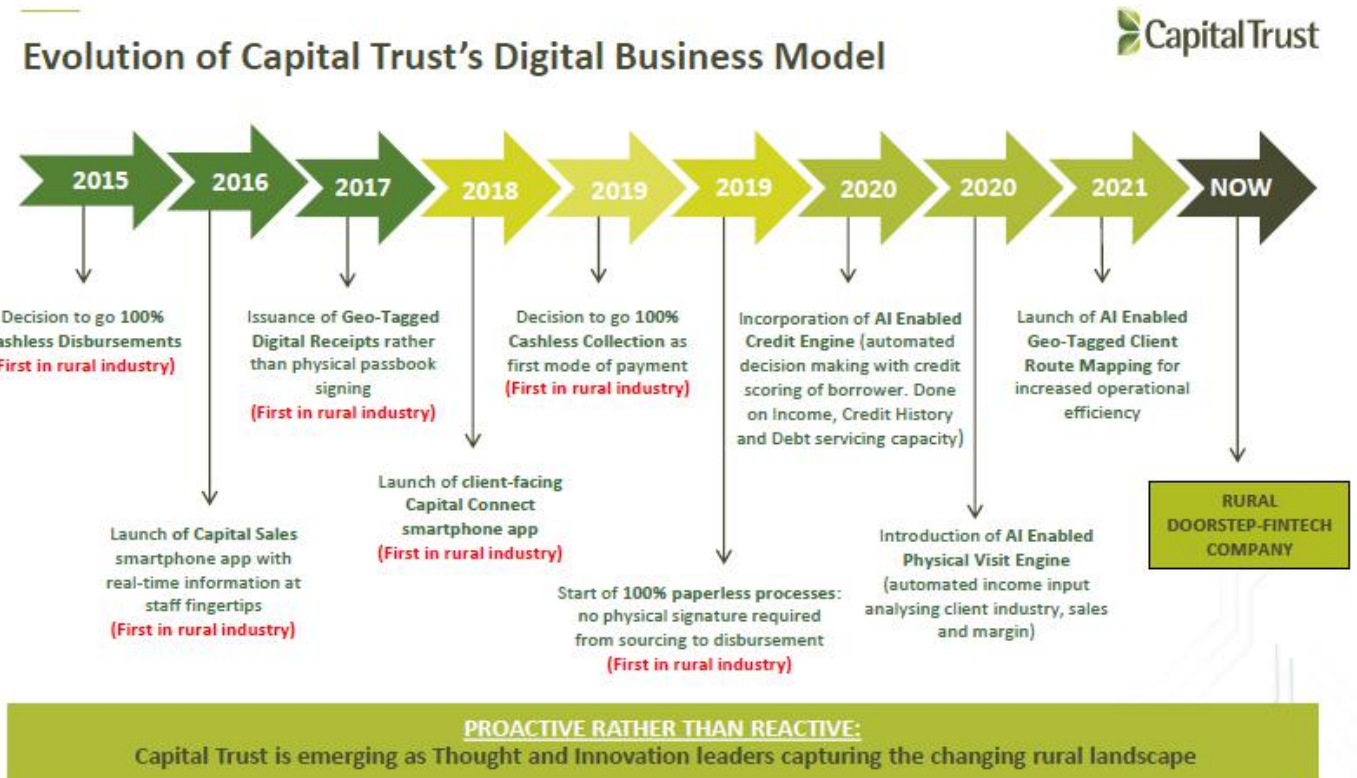 Evolution of Capital Trust's Digital Business Model
Capital Trust
2015
2016
2017
2018
2019
2019
2020
2020
2021
NOW
Decision to go 100%
Cashless Disbursements
(First in rural industry)
Launch of Capital Sales
smartphone app with
real-time information at
staff fingertips
(First in rural industry)
Issuance of Geo-Tagged
Digital Receipts rather
than physical passbook
signing
(First in rural industry)
Launch of client-facing
Capital Connect
smartphone app
(First in rural industry)
Decision to go 100%
Cashless Collection as
first mode of payment
(First in rural industry)
Start of 100% paperless processes:
no physical signature required
from sourcing to disbursement
(First in rural industry)
Incorporation of AI Enabled
Credit Engine (automated
decision making with credit
scoring of borrower. Done
on Income, Credit History
and Debt servicing capacity)
Introduction of AI Enabled
Physical Visit Engine
(automated income input
analysing client industry, sales
and margin)
Launch of AI Enabled
Geo-Tagged Client
Route Mapping for
increased operational
efficiency
RURAL
DOORSTEP-FINTECH
COMPANY
PROACTIVE RATHER THAN REACTIVE:
Capital Trust is emerging as Thought and Innovation leaders capturing the changing rural landscape